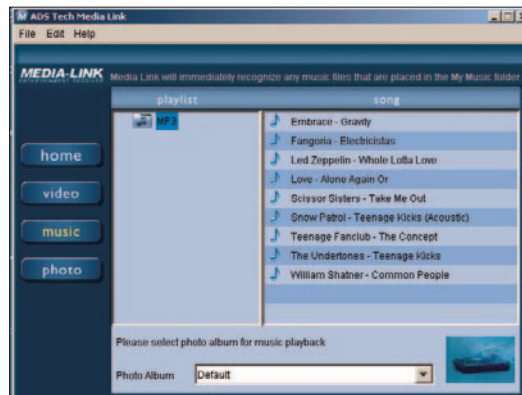 ADS Tech Media Link
File Edit Help
MEDIA-LINK
Media Link will immediately recognize any music files that are placed in the My Music folder
playlist
song
MP3
home
video
music
photo
Embrace - Gravity
Fangoria - Electricistas
Led Zeppelin - Whole Lotta Love
Love - Alone Again Or
Scissor Sisters - Take Me Out
Snow Patrol - Teenage Kicks (Acoustic)
Teenage Fanclub - The Concept
The Undertones - Teenage Kicks
William Shatner - Common People
Please select photo album for music playback
Photo Album
Default